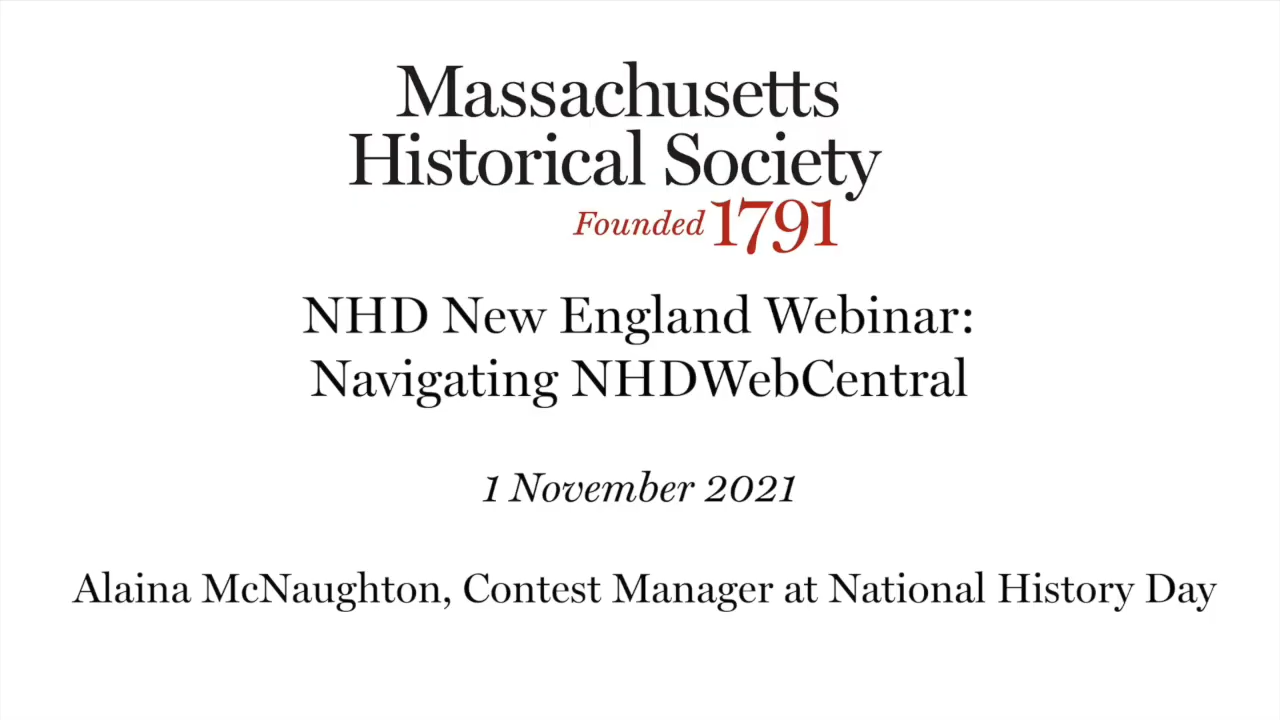 Massachusetts
Historical Society
Founded 1791
NHD New England Webinar:
Navigating NHDWebCentral
1 November 2021
Alaina McNaughton, Contest Manager at National History Day